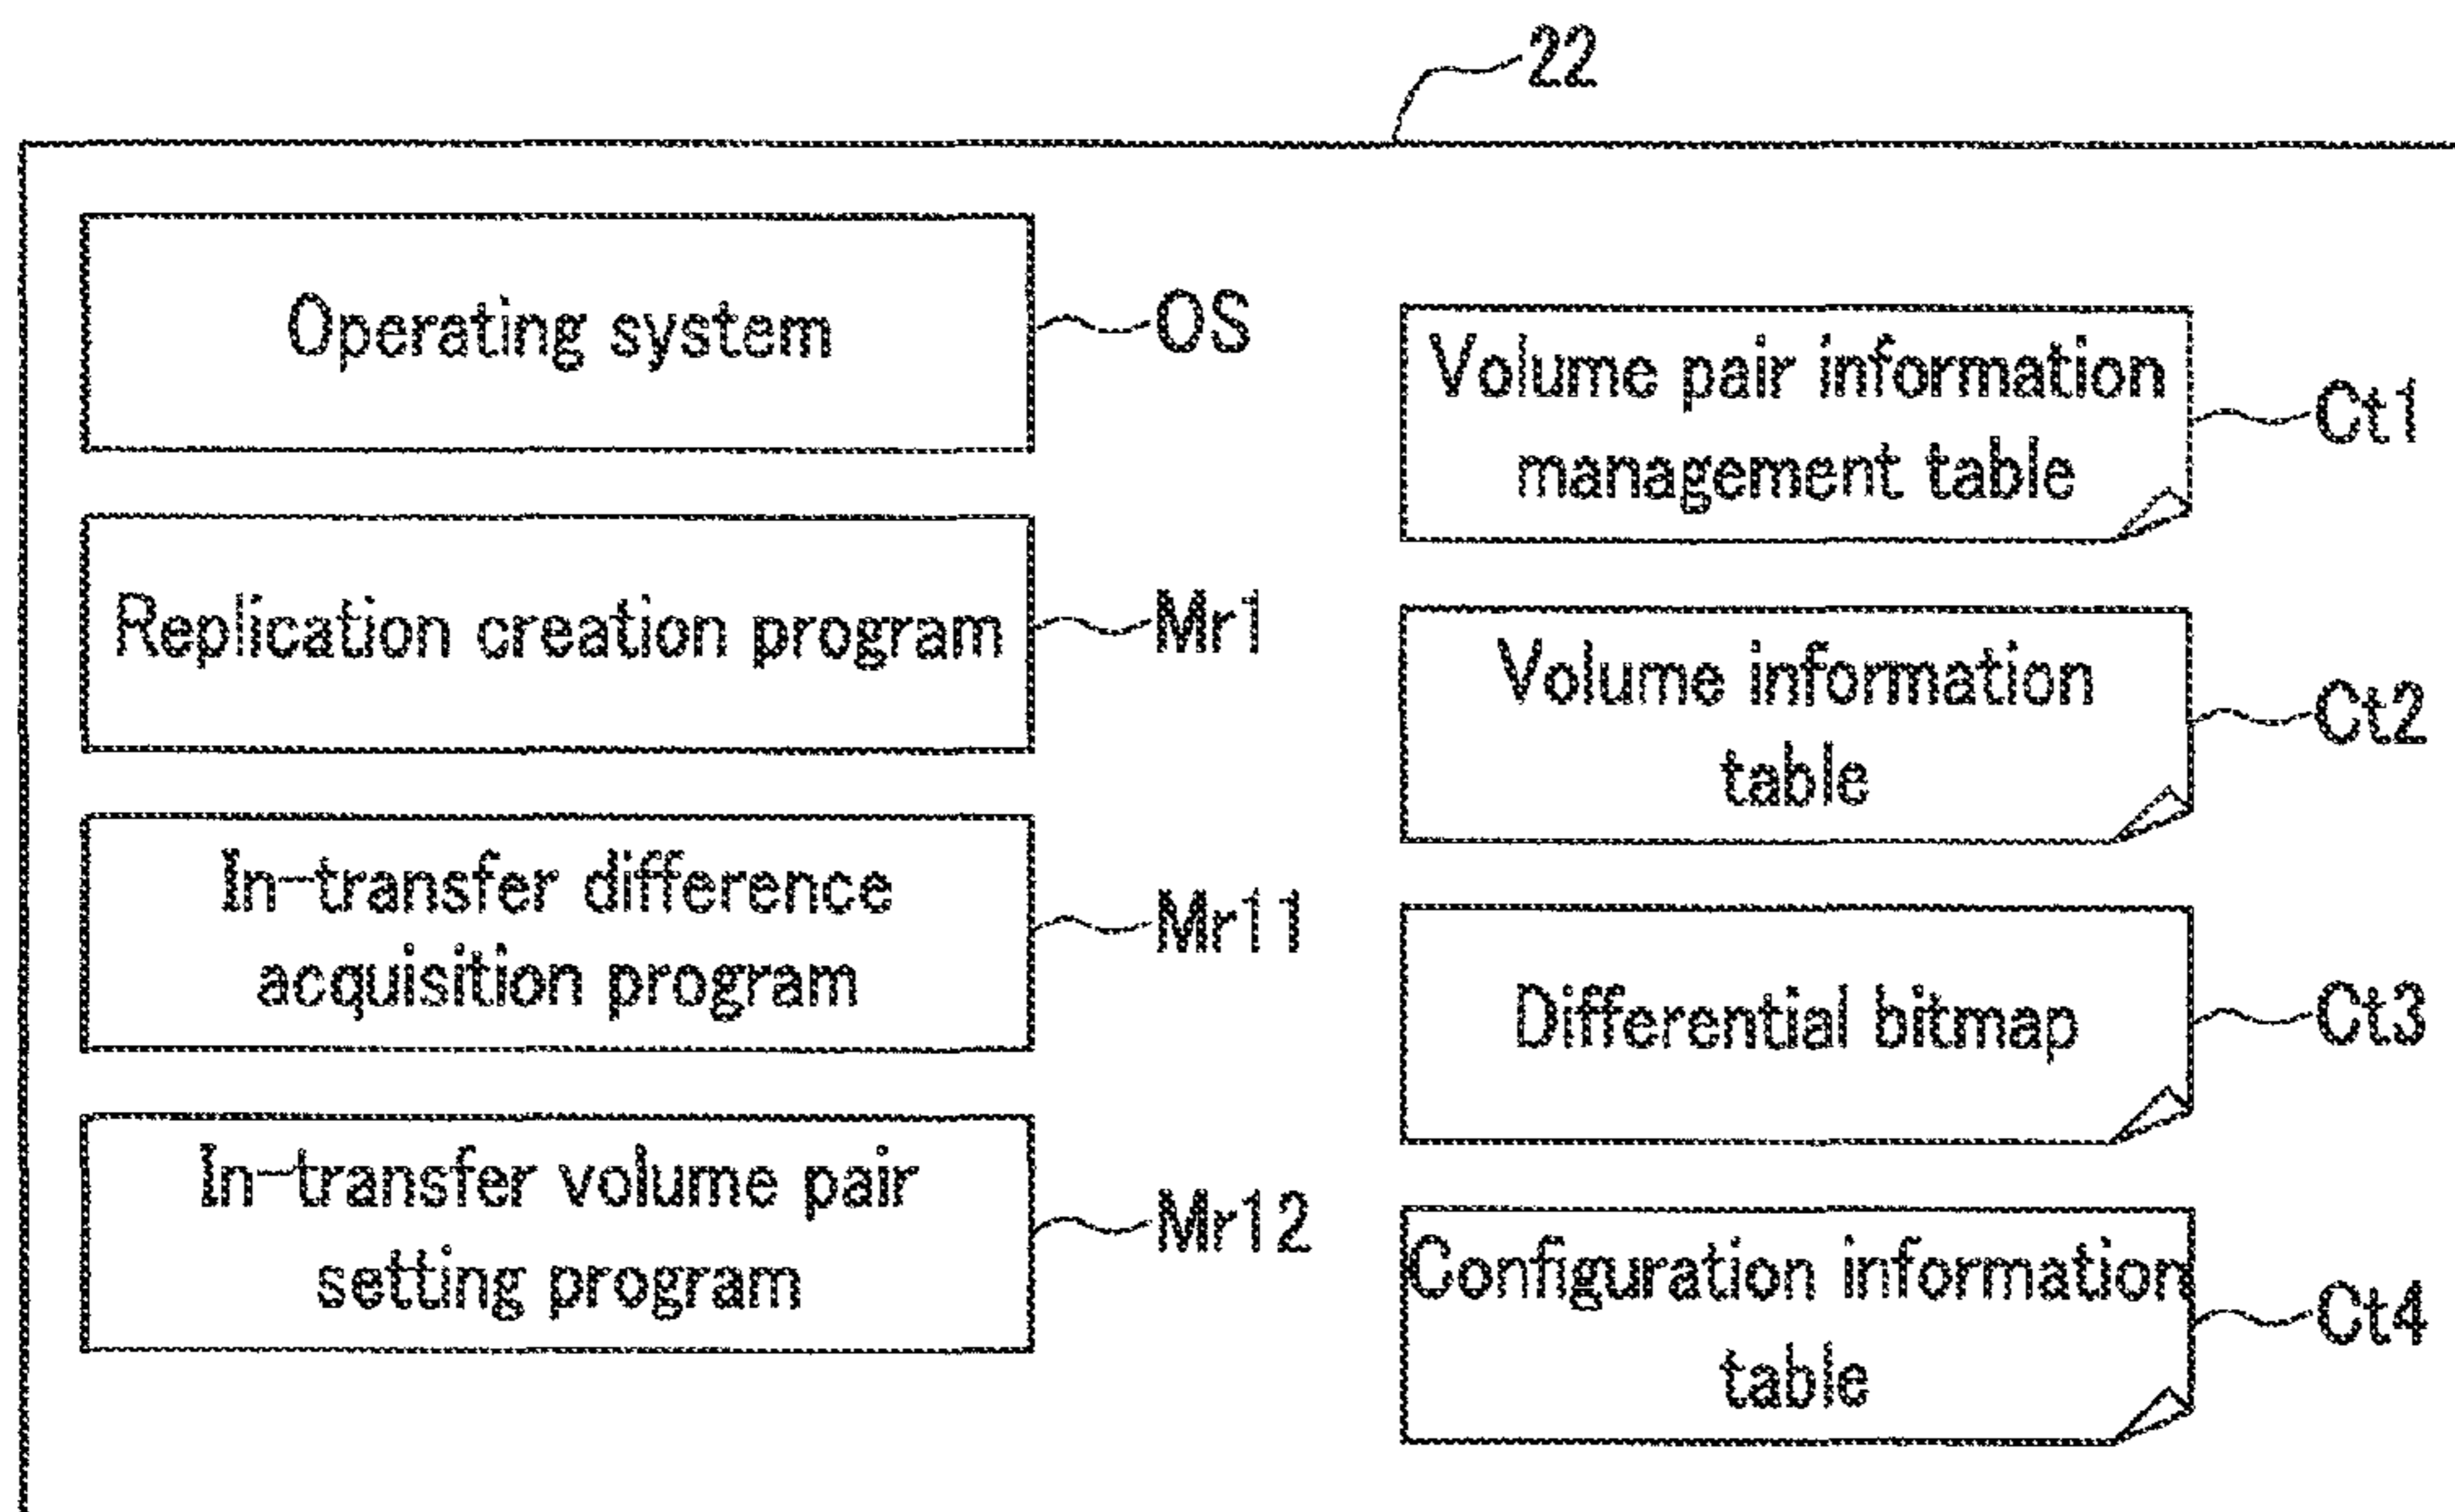 22
Operating system
OS
Replication creation program
Mr1
In-transfer difference
acquisition program
Mr11
In-transfer volume pair
setting program
Mr12
Volume pair information
management table
Ct1
Volume information
table
Ct2
Differential bitmap
Ct3
Configuration information
table
Ct4